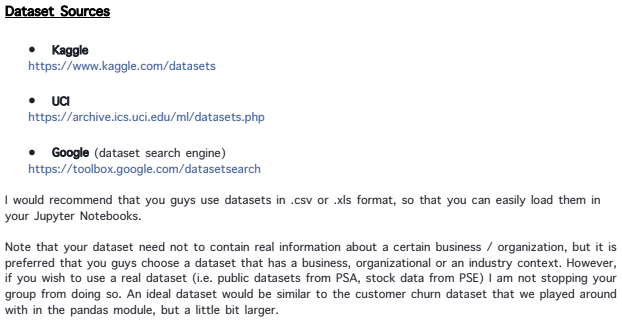 Dataset Sources
• Kaggle
https://www.kaggle.com/datasets
• UCI
https://archive.ics.uci.edu/ml/datasets.php
• Google (dataset search engine)
https://toolbox.google.com/datasetsearch
I would recommend that you guys use datasets in .csv or .xls format, so that you can easily load them in
your Jupyter Notebooks.
Note that your dataset need not to contain real information about a certain business / organization, but it is
preferred that you guys choose a dataset that has a business, organizational or an industry context. However,
if you wish to use a real dataset (i.e. public datasets from PSA, stock data from PSE) I am not stopping your
group from doing so. An ideal dataset would be similar to the customer churn dataset that we played around
with in the pandas module, but a little bit larger.